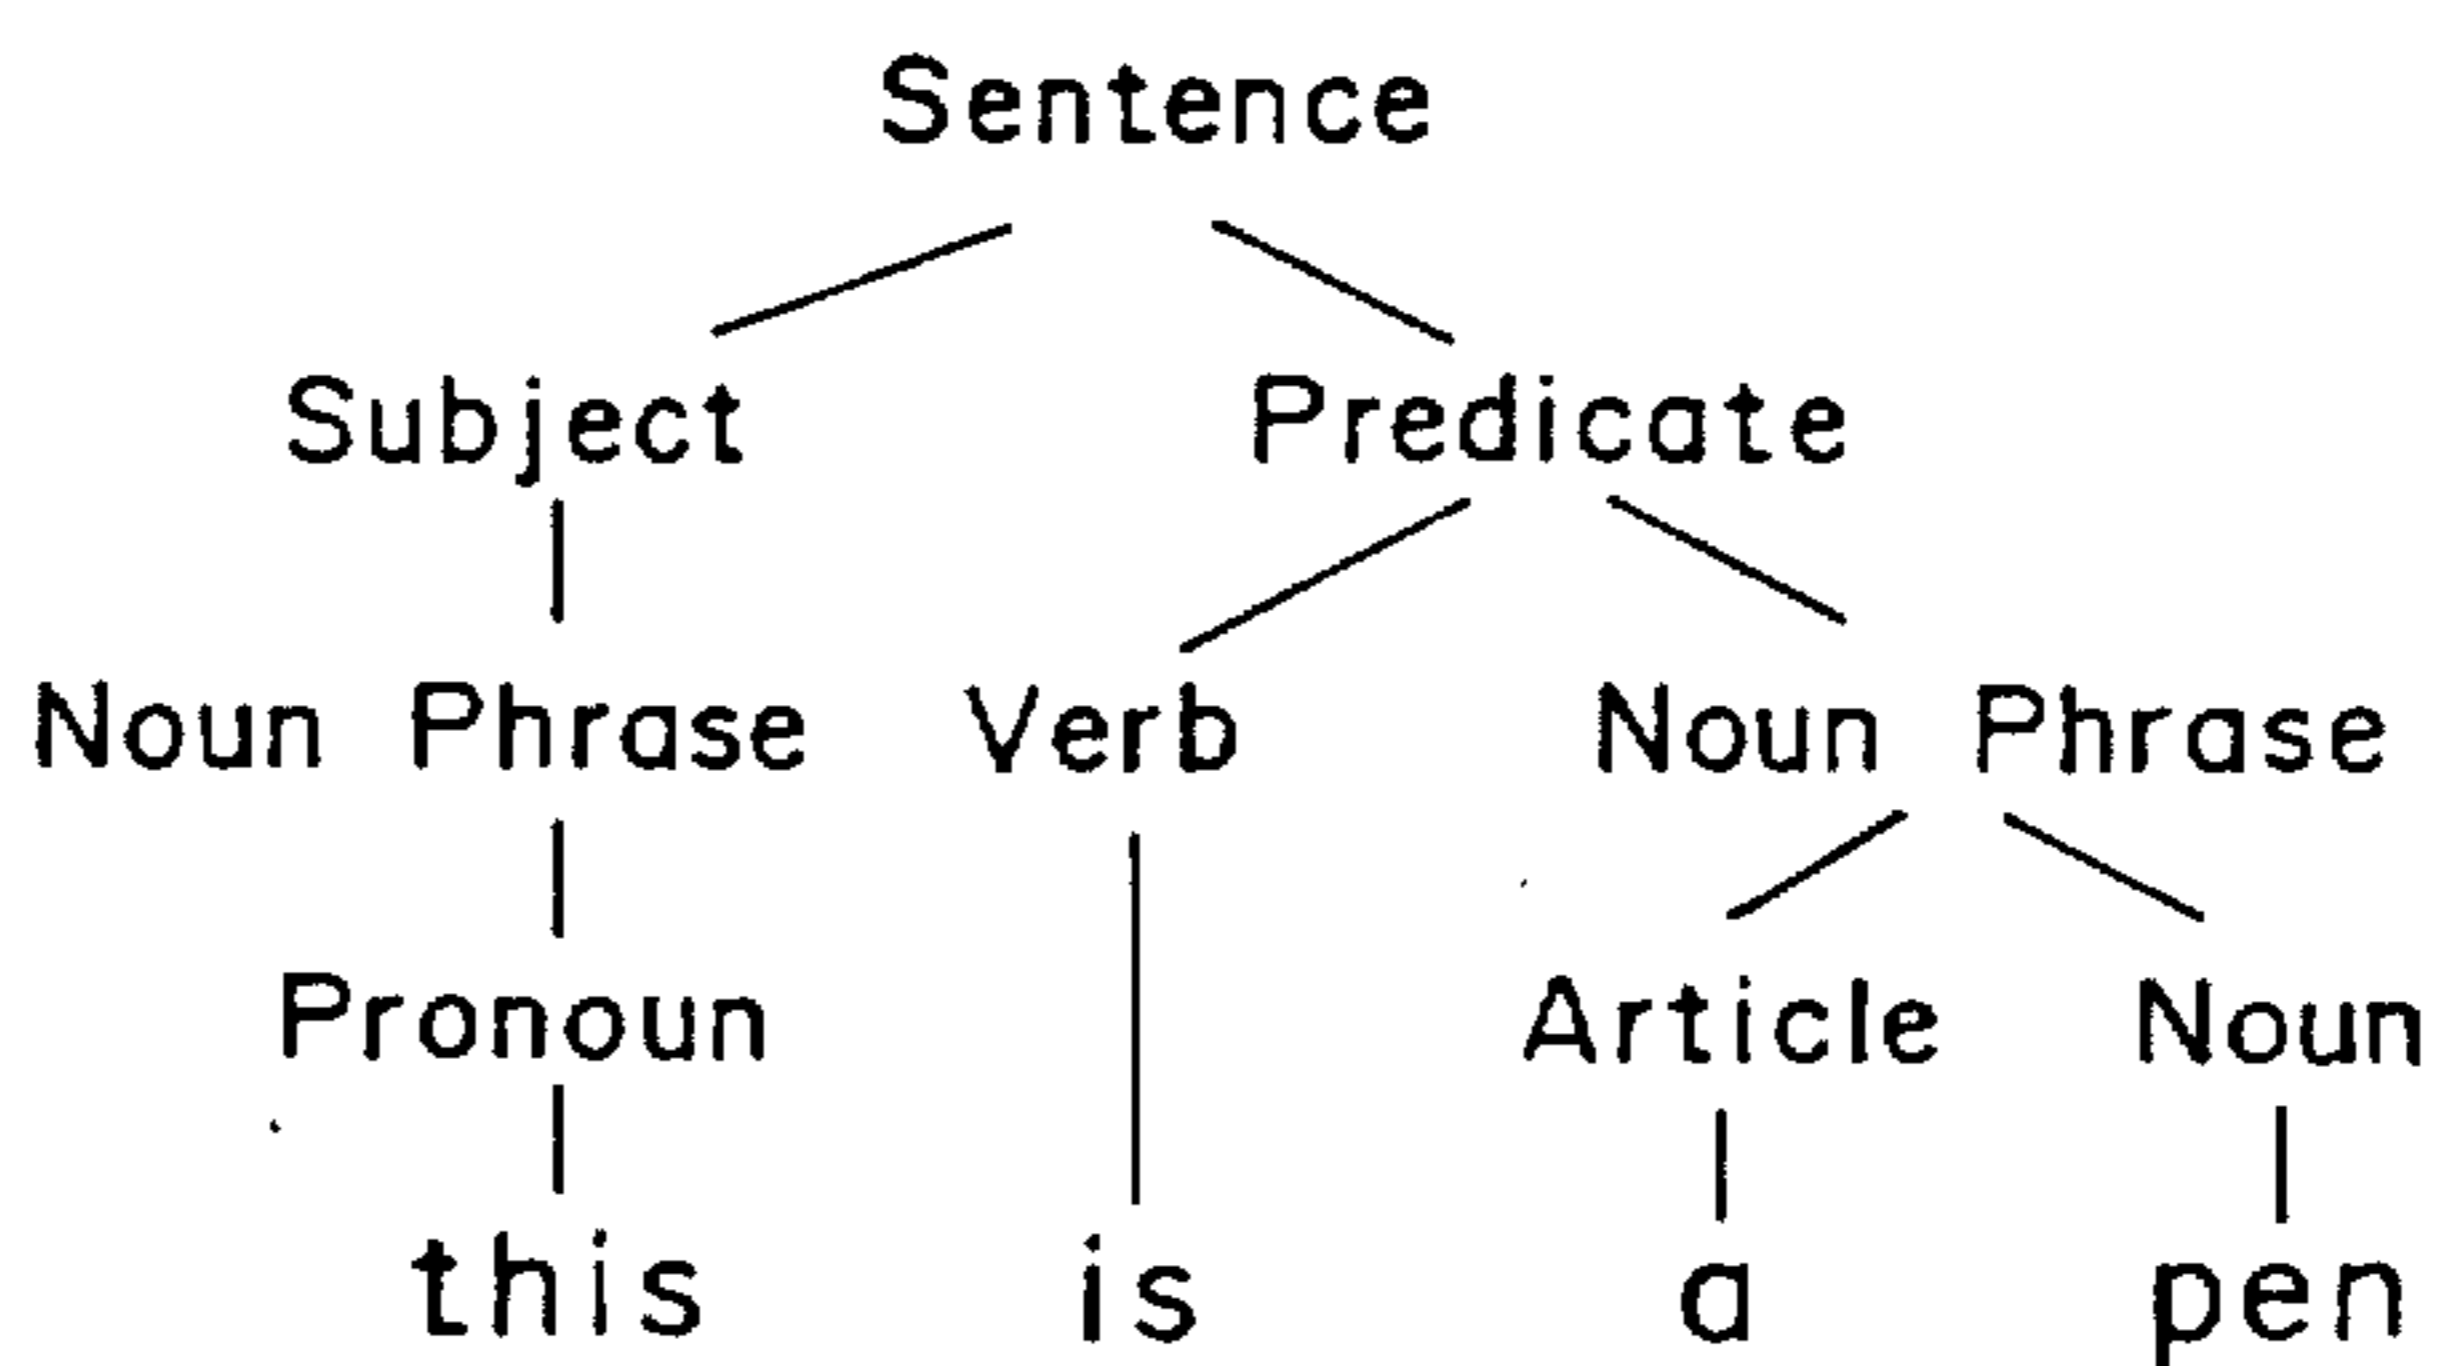 Sentence
Subject Predicate
Noun Phrase Verb Noun Phrase
Pronoun Article Noun
this is a pen